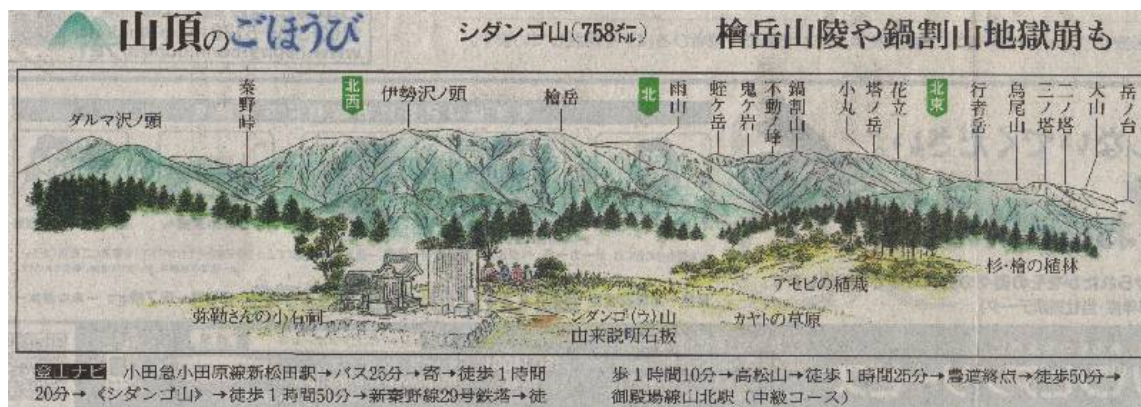 山頂のごほうび
シダンゴ山(758㍍)
檜岳山陵や鍋割山地獄崩も
ダルマ沢ノ頭
秦野峠
北西
伊勢沢ノ頭
檜岳
北
雨山
蛭ケ岳
鬼ケ岩
不動ノ峰
鍋割山
小丸
塔ノ岳
花立
北東
行者岳
烏尾山
三ノ塔
二ノ塔
大山
岳ノ台
弥勒さんの小石祠
シダンゴ(ウ)山
由来説明石板
アセビの植栽
カヤトの草原
杉・檜の植林
登山ナビ 小田急小田原線新松田駅→バス25分→寄→徒歩1時間
20分→《シダンゴ山》→徒歩1時間50分→新秦野線29号鉄塔→徒
歩1時間10分→高松山→徒歩1時間25分→農道終点→徒歩50分→
御殿場線山北駅(中級コース)